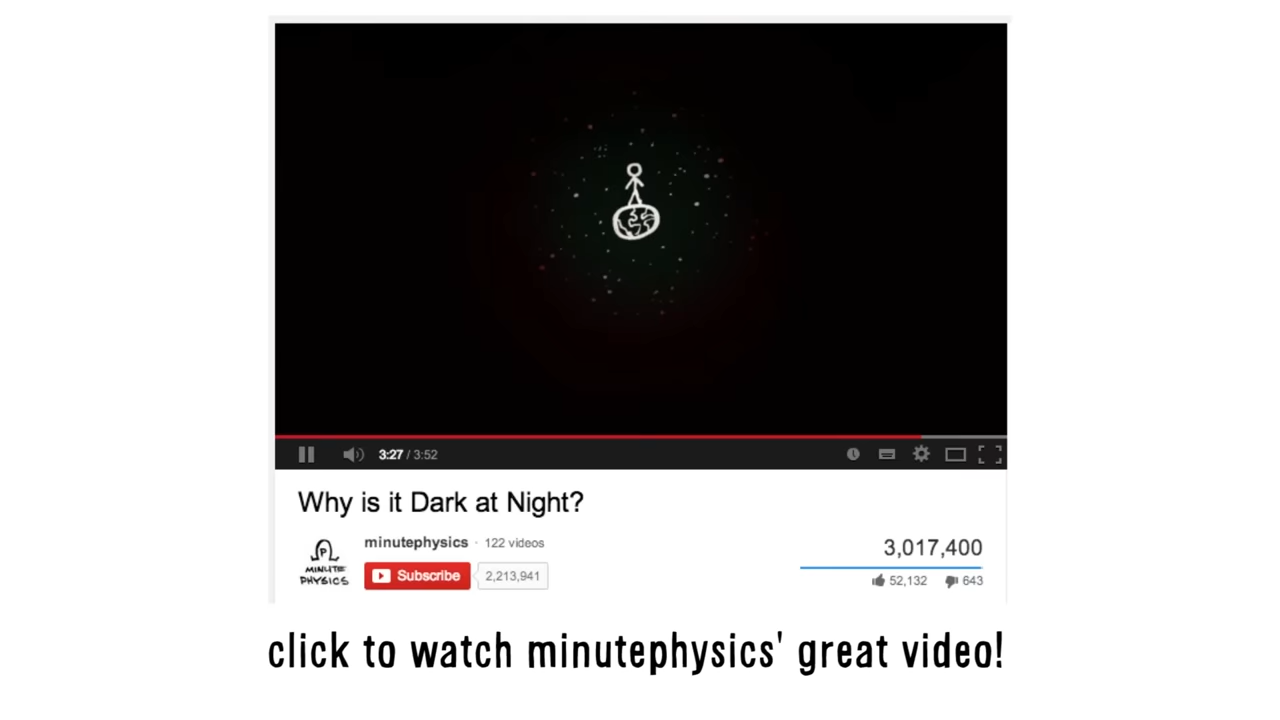 3:27 / 3:52
Why is it Dark at Night?
minutephysics · 122 videos
P
MINUTE
PHYSICS
Subscribe 2,213,941
3,017,400
52,132 643
click to watch minutephysics' great video!